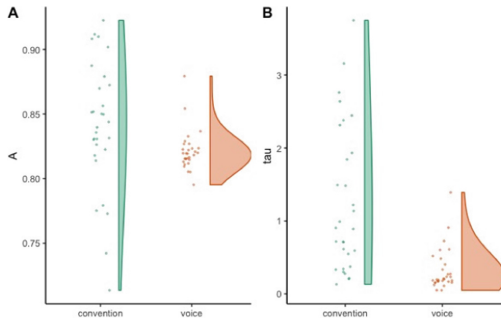 A
0.90
0.85
0.80
0.75
A
convention
voice
B
3
2
1
0
tau
convention
voice